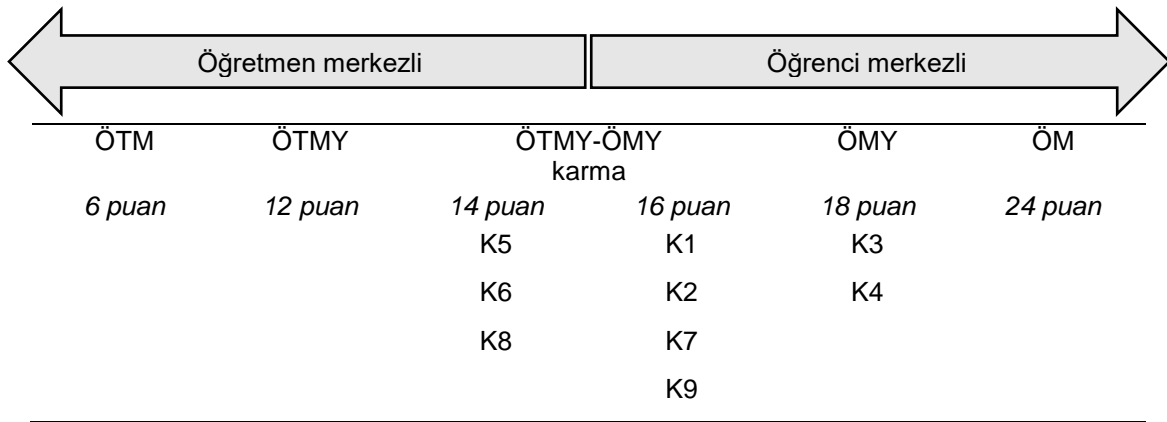 Öğretmen merkezli Öğrenci merkezli
ÖTM ÖTMY ÖTMY-ÖMY ÖMY ÖM
karma
6 puan 12 puan 14 puan 16 puan 18 puan 24 puan
K5 K1 K3
K6 K2 K4
K8 K7
K9